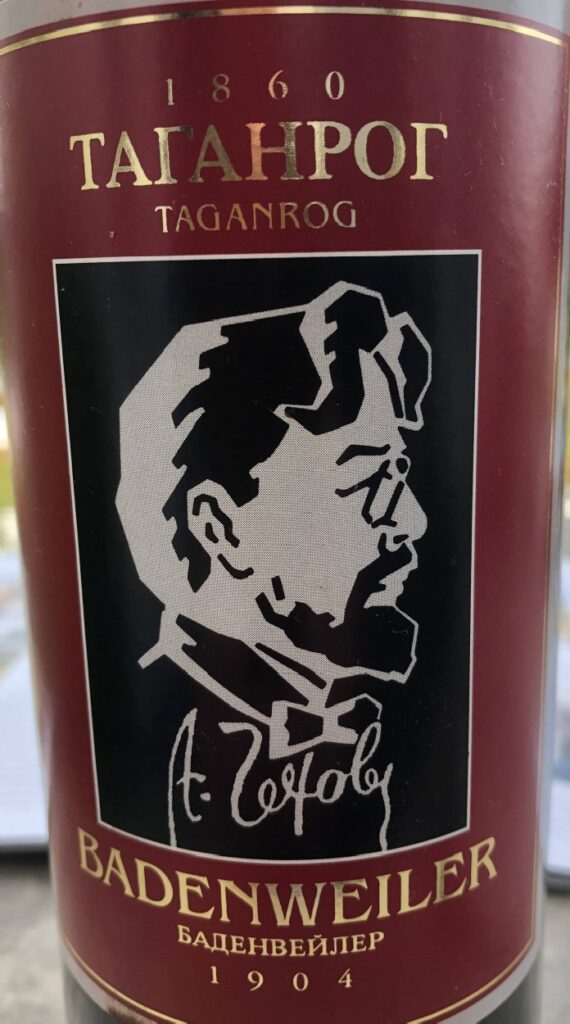 1860
ТАГАНРОГ
TAGANROG
А. Чехов
BADENWEILER
БАДЕНВЕЙЛЕР
1904